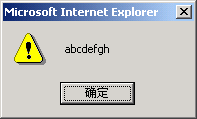 Microsoft Internet Explorer
abcdefgh
确定